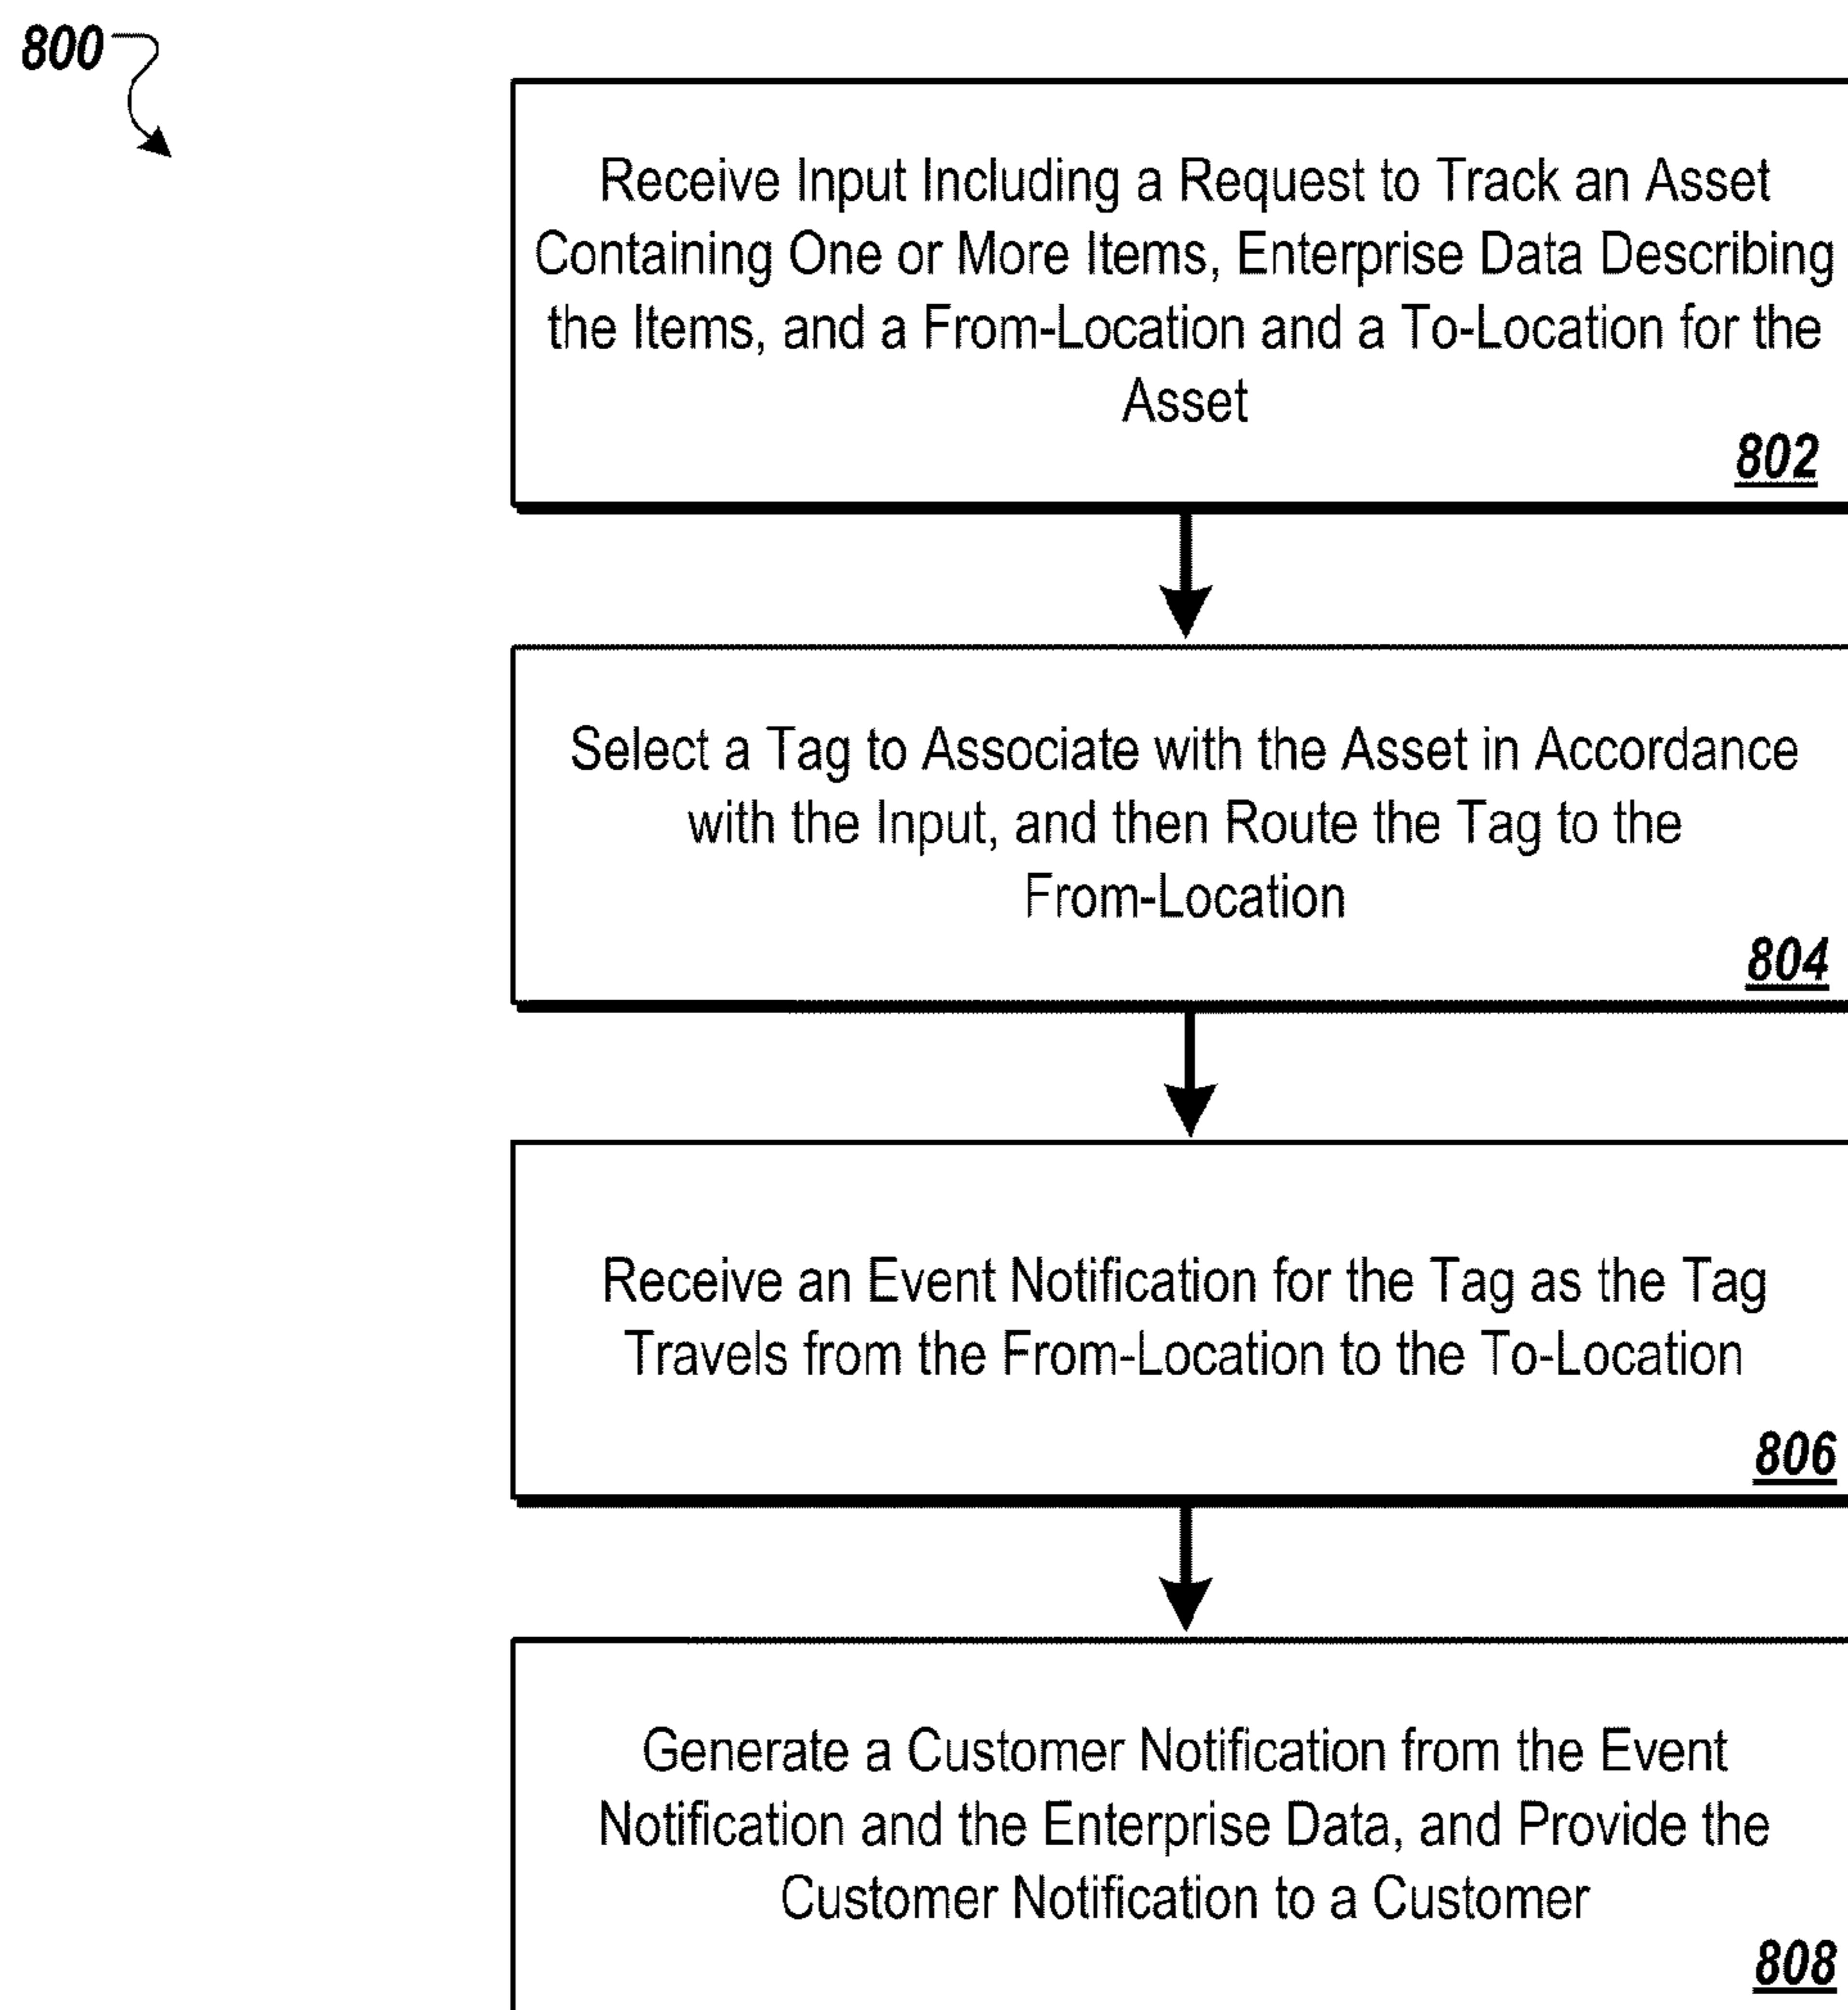 800
Receive Input Including a Request to Track an Asset
Containing One or More Items, Enterprise Data Describing
the Items, and a From-Location and a To-Location for the
Asset
802
Select a Tag to Associate with the Asset in Accordance
with the Input, and then Route the Tag to the
From-Location
804
Receive an Event Notification for the Tag as the Tag
Travels from the From-Location to the To-Location
806
Generate a Customer Notification from the Event
Notification and the Enterprise Data, and Provide the
Customer Notification to a Customer
808